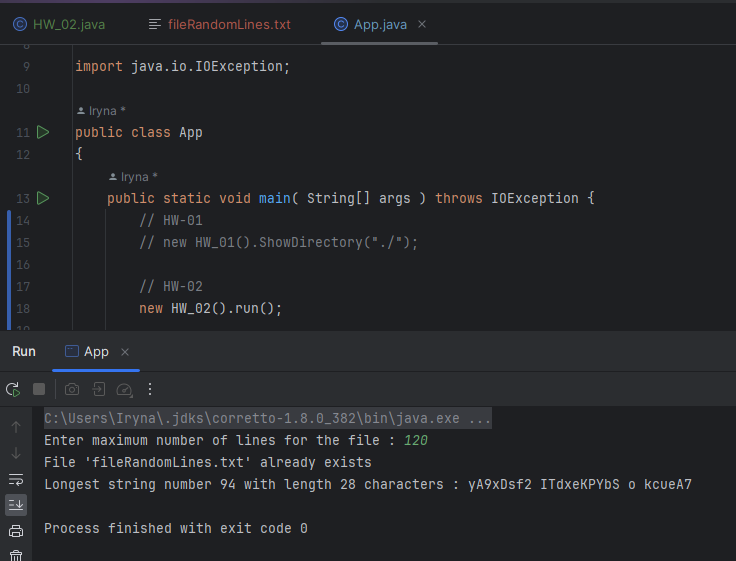 HW_02.java fileRandomLines.txt App.java
9 import java.io.IOException;
10
Iryna *
11 public class App
12 {
Iryna *
13 public static void main( String[] args ) throws IOException {
14 // HW-01
15 // new HW_01().ShowDirectory("./");
16
17 // HW-02
18 new HW_02().run();
Run App
C:\Users\Iryna\.jdks\corretto-1.8.0_382\bin\java.exe ...
Enter maximum number of lines for the file : 120
File 'fileRandomLines.txt' already exists
Longest string number 94 with length 28 characters : yA9xDsf2 ITdxeKPYbS o kcueA7
Process finished with exit code 0